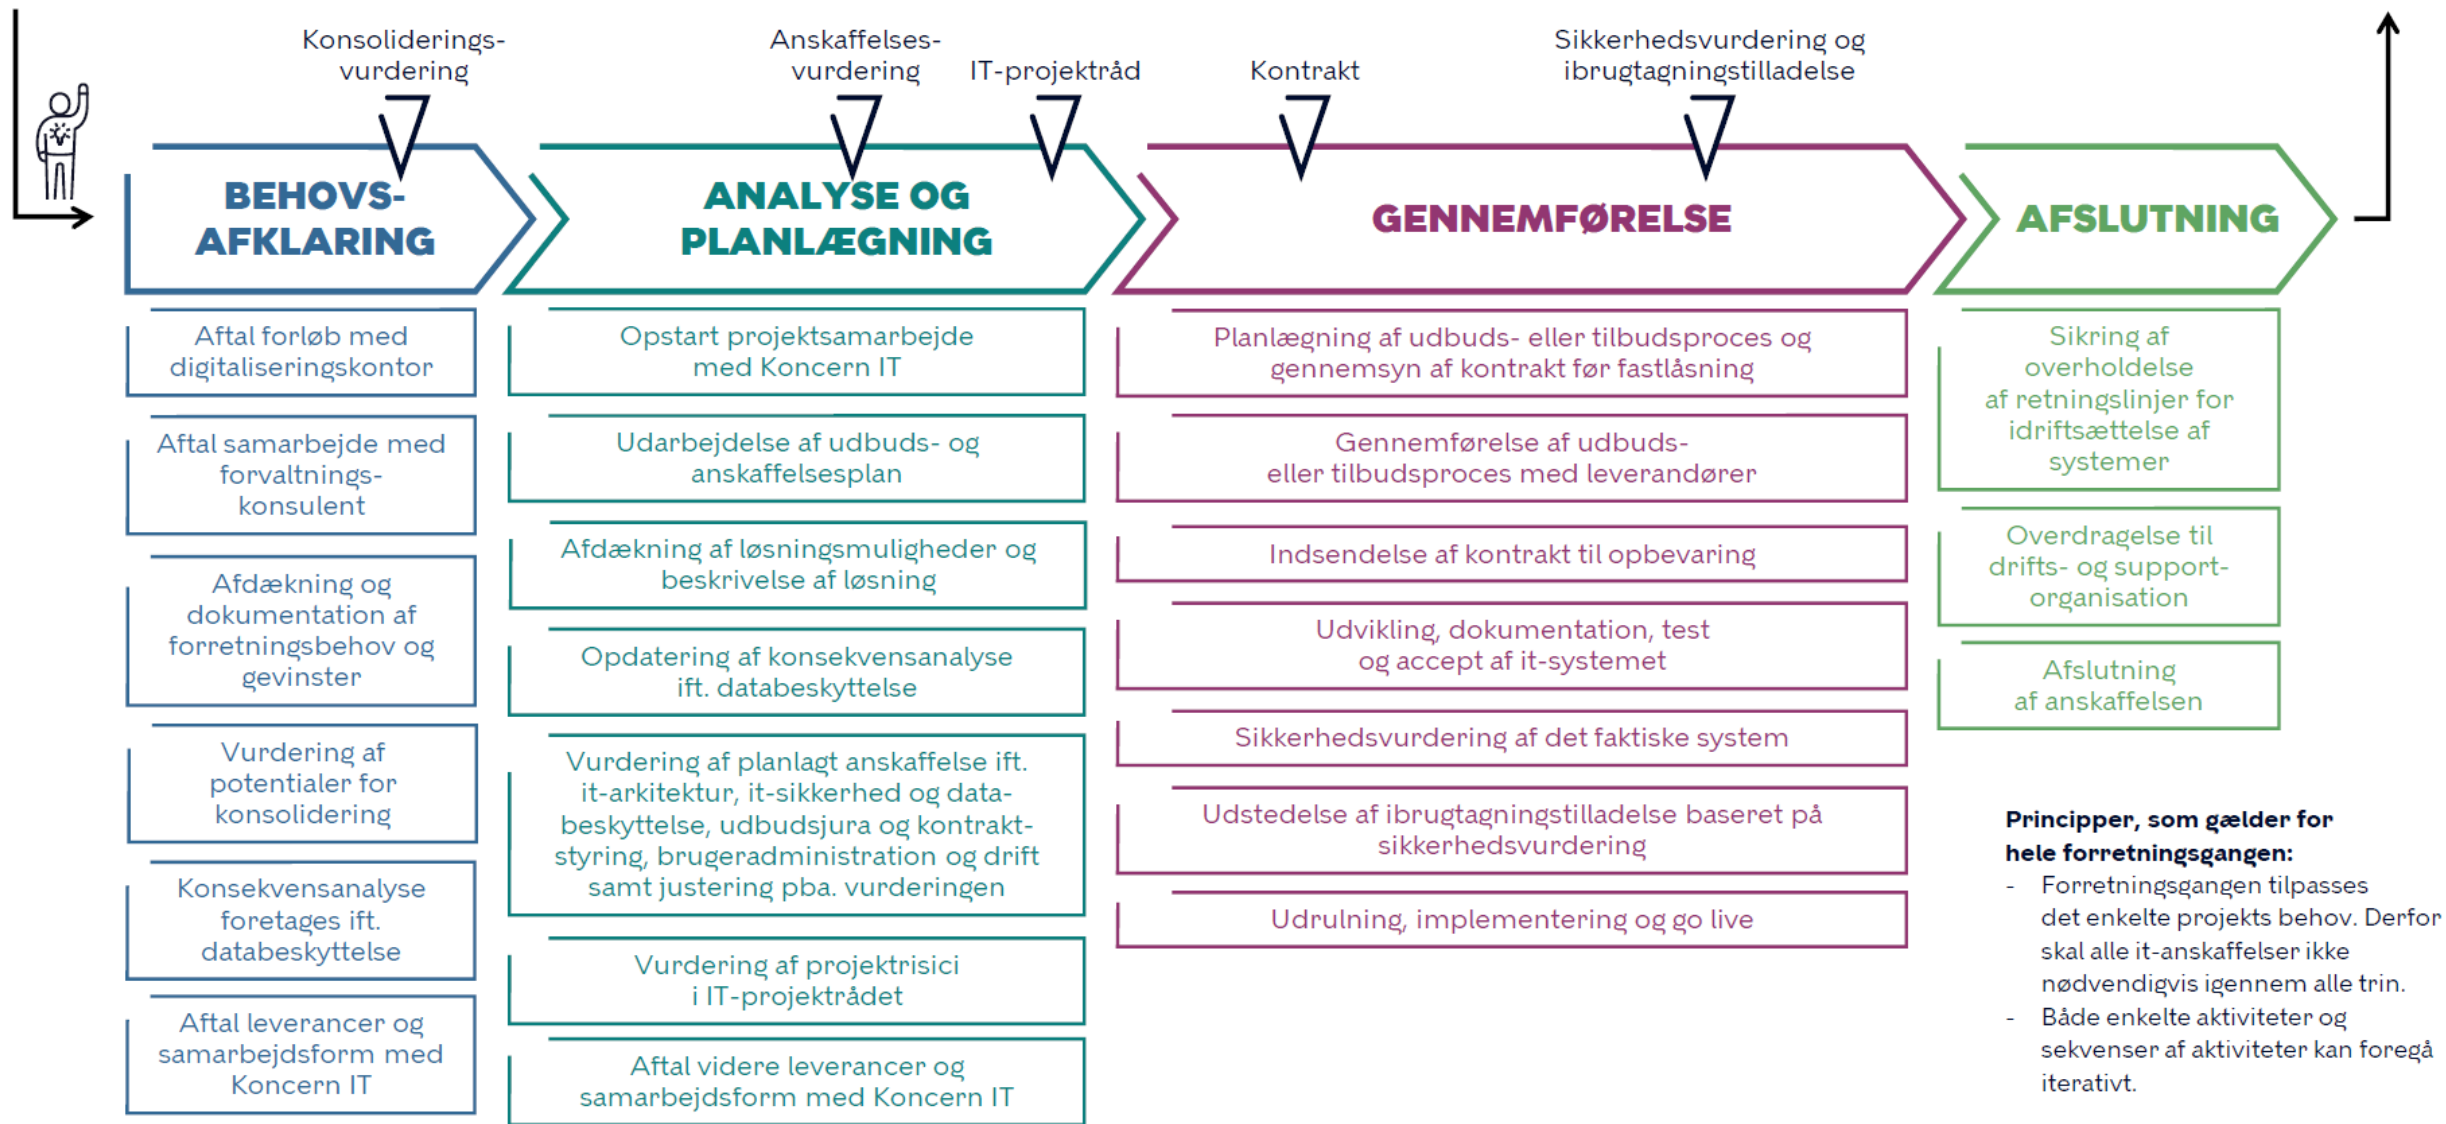 Konsoliderings-
vurdering
Anskaffelses-
vurdering
IT-projektråd
Kontrakt
Sikkerhedsvurdering og
ibrugtagningstilladelse
BEHOVS-
AFKLARING
Aftal forløb med
digitaliseringskontor
Aftal samarbejde med
forvaltnings-
konsulent
Afdækning og
dokumentation af
forretningsbehov og
gevinster
Vurdering af
potentialer for
konsolidering
Konsekvensanalyse
foretages ift.
databeskyttelse
Aftal leverancer og
samarbejdsform med
Koncern IT
ANALYSE OG
PLANLÆGNING
Opstart projektsamarbejde
med Koncern IT
Udarbejdelse af udbuds- og
anskaffelsesplan
Afdækning af løsningsmuligheder og
beskrivelse af løsning
Opdatering af konsekvensanalyse
ift. databeskyttelse
Vurdering af planlagt anskaffelse ift.
it-arkitektur, it-sikkerhed og data-
beskyttelse, udbudsjura og kontrakt-
styring, brugeradministration og drift
samt justering pba. vurderingen
Vurdering af projektrisici
i IT-projektrådet
Aftal videre leverancer og
samarbejdsform med Koncern IT
GENNEMFØRELSE
Planlægning af udbuds- eller tilbudsproces og
gennemsyn af kontrakt før fastlåsning
Gennemførelse af udbuds-
eller tilbudsproces med leverandører
Indsendelse af kontrakt til opbevaring
Udvikling, dokumentation, test
og accept af it-systemet
Sikkerhedsvurdering af det faktiske system
Udstedelse af ibrugtagningstilladelse baseret på
sikkerhedsvurdering
Udrulning, implementering og go live
AFSLUTNING
Sikring af
overholdelse
af retningslinjer for
idriftsættelse af
systemer
Overdragelse til
drifts- og support-
organisation
Afslutning
af anskaffelsen
Principper, som gælder for
hele forretningsgangen:
- Forretningsgangen tilpasses
det enkelte projekts behov. Derfor
skal alle it-anskaffelser ikke
nødvendigvis igennem alle trin.
- Både enkelte aktiviteter og
sekvenser af aktiviteter kan foregå
iterativt.